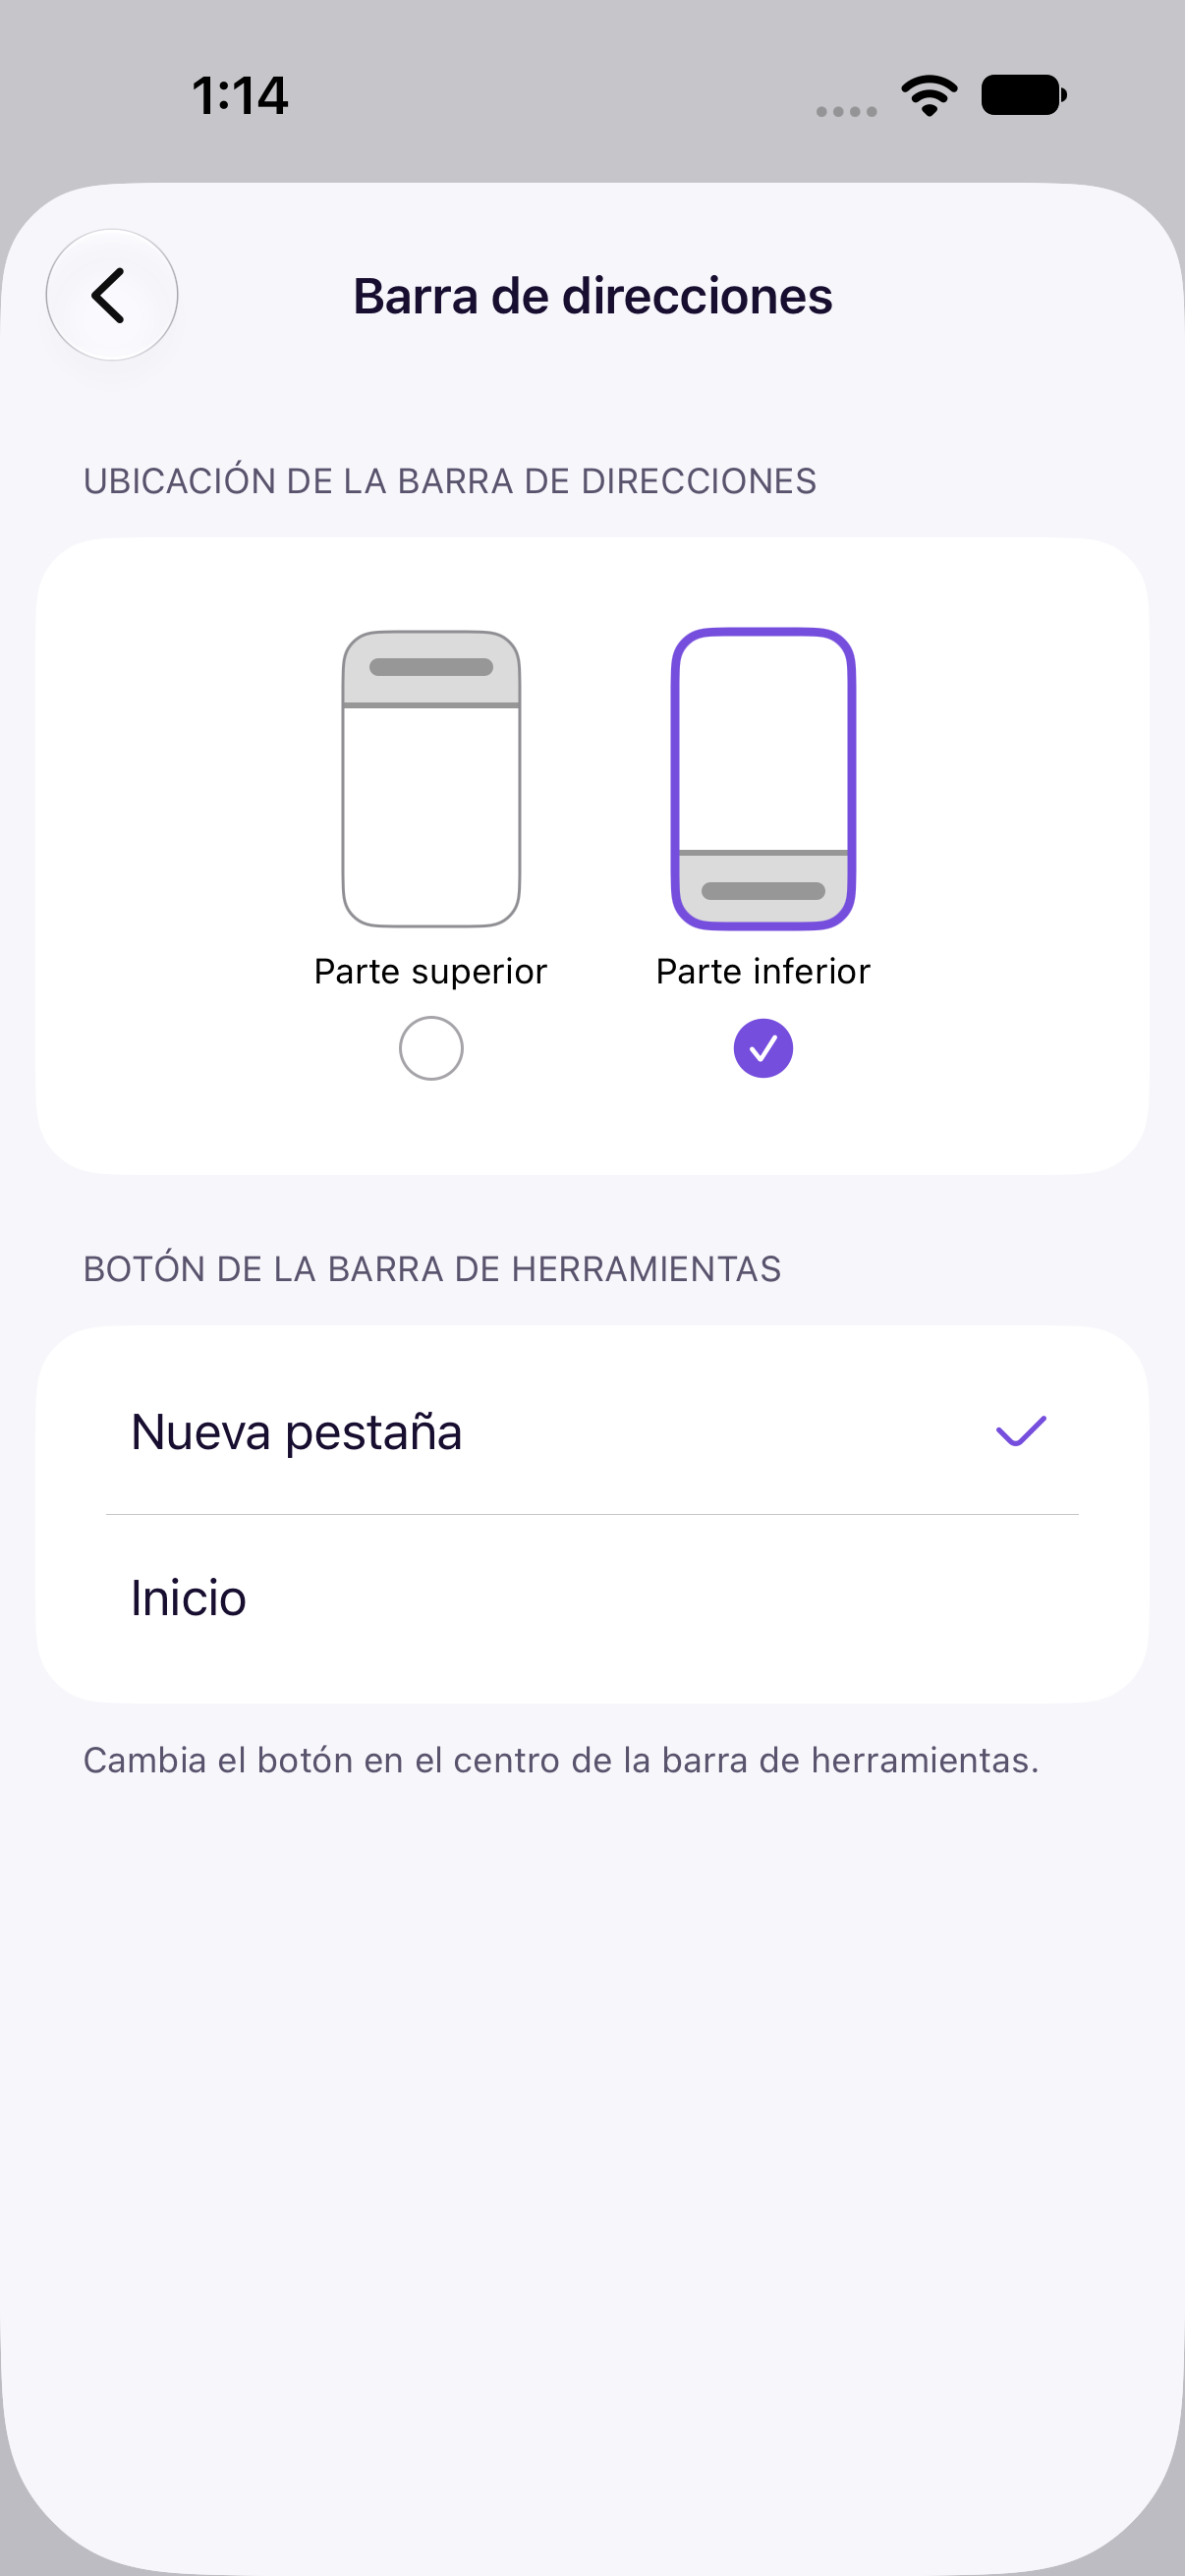 1:14
Barra de direcciones
UBICACIÓN DE LA BARRA DE DIRECCIONES
Parte superior
Parte inferior
BOTÓN DE LA BARRA DE HERRAMIENTAS
Nueva pestaña
Inicio
Cambia el botón en el centro de la barra de herramientas.